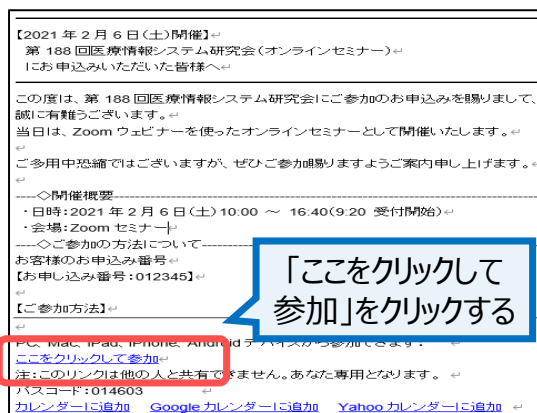 【2021 年 2 月 6 日(土)開催】
第 188 回医療情報システム研究会(オンラインセミナー)
にお申込みいただいた皆様へ
この度は、第 188 回医療情報システム研究会にご参加のお申込みを賜りまして、
誠に有難うございます。
当日は、Zoom ウェビナーを使ったオンラインセミナーとして開催いたします。
ご多用中恐縮ではございますが、ぜひご参加賜りますようご案内申し上げます。
----◇開催概要----
・日時:2021 年 2 月 6 日(土)10:00 ~ 16:40(9:20 受付開始)
・会場:Zoom セミナー
----◇ご参加の方法について----
お客様のお申込み番号
【お申し込み番号:012345】
【ご参加方法】
「ここをクリックして
参加」をクリックする
PC, Mac, iPad, iPhone, Android デバイスから参加できます:
ここをクリックして参加
注:このリンクは他の人と共有できません。あなた専用となります。
パスコード:014603
カレンダーに追加 Google カレンダーに追加 Yahoo カレンダーに追加